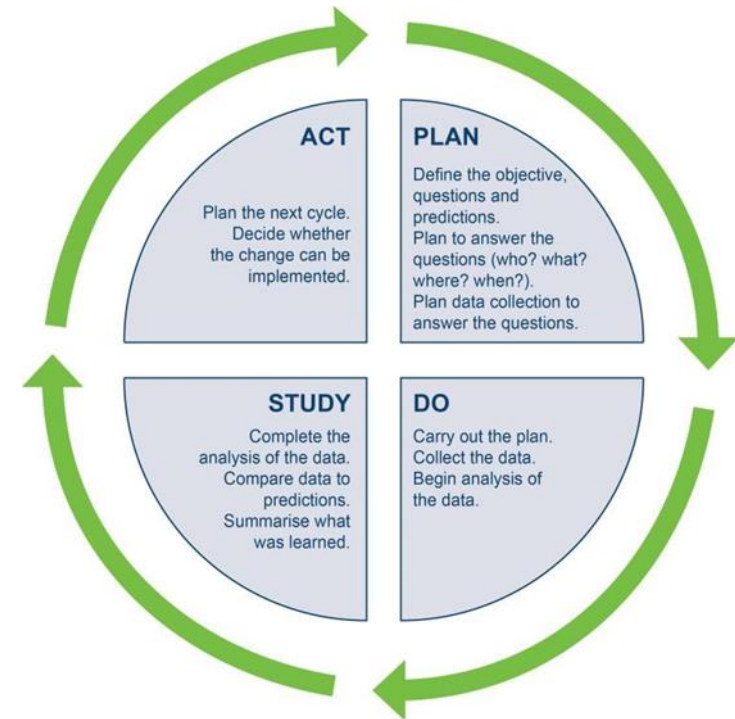 ACT
Plan the next cycle.
Decide whether
the change can be
implemented.
PLAN
Define the objective,
questions and
predictions.
Plan to answer the
questions (who? what?
where? when?).
Plan data collection to
answer the questions.
STUDY
Complete the
analysis of the data.
Compare data to
predictions.
Summarise what
was learned.
DO
Carry out the plan.
Collect the data.
Begin analysis of
the data.